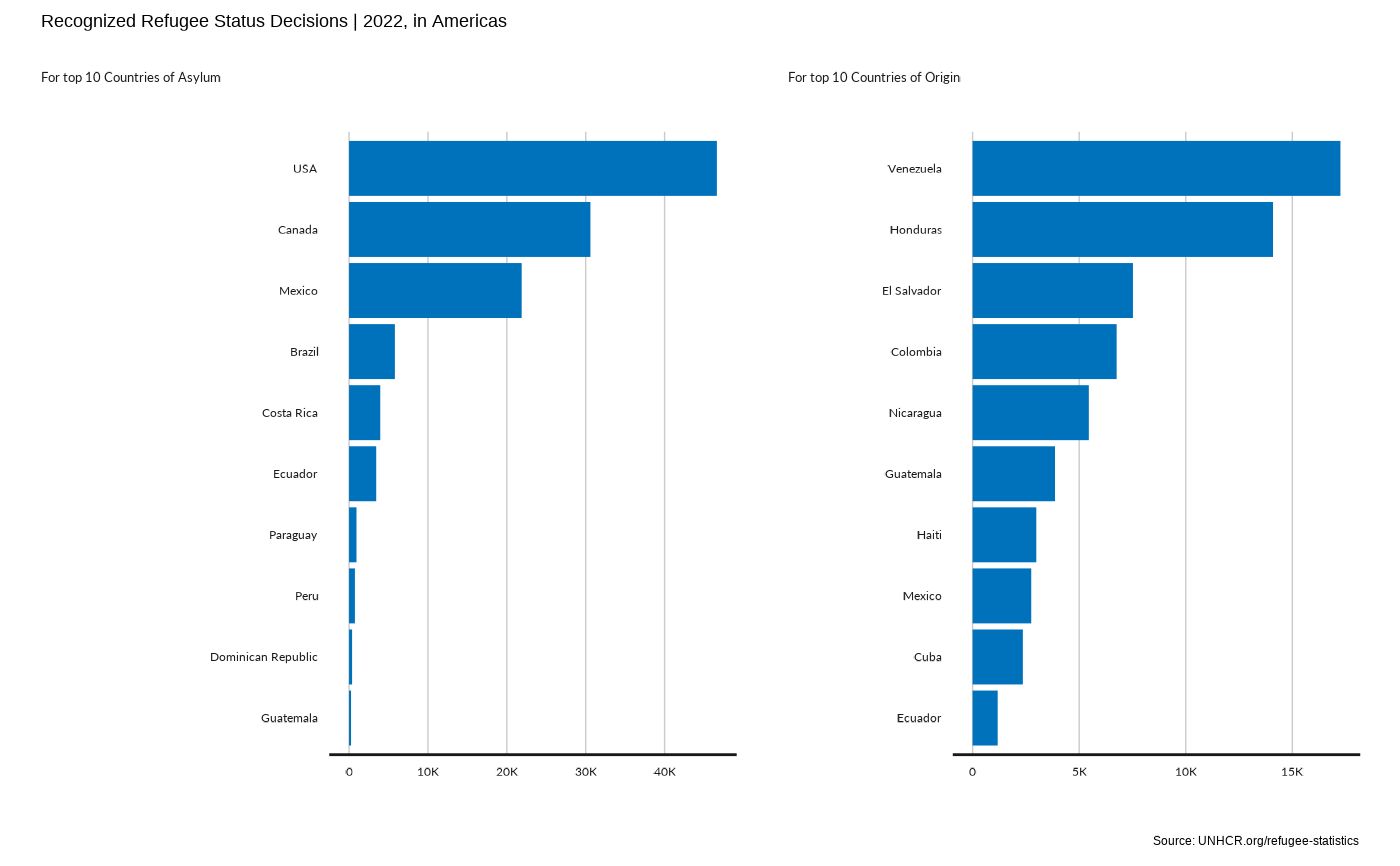 Recognized Refugee Status Decisions | 2022, in Americas
For top 10 Countries of Asylum
USA
Canada
Mexico
Brazil
Costa Rica
Ecuador
Paraguay
Peru
Dominican Republic
Guatemala
0 10K 20K 30K 40K
For top 10 Countries of Origin
Venezuela
Honduras
El Salvador
Colombia
Nicaragua
Guatemala
Haiti
Mexico
Cuba
Ecuador
0 5K 10K 15K
Source: UNHCR.org/refugee-statistics